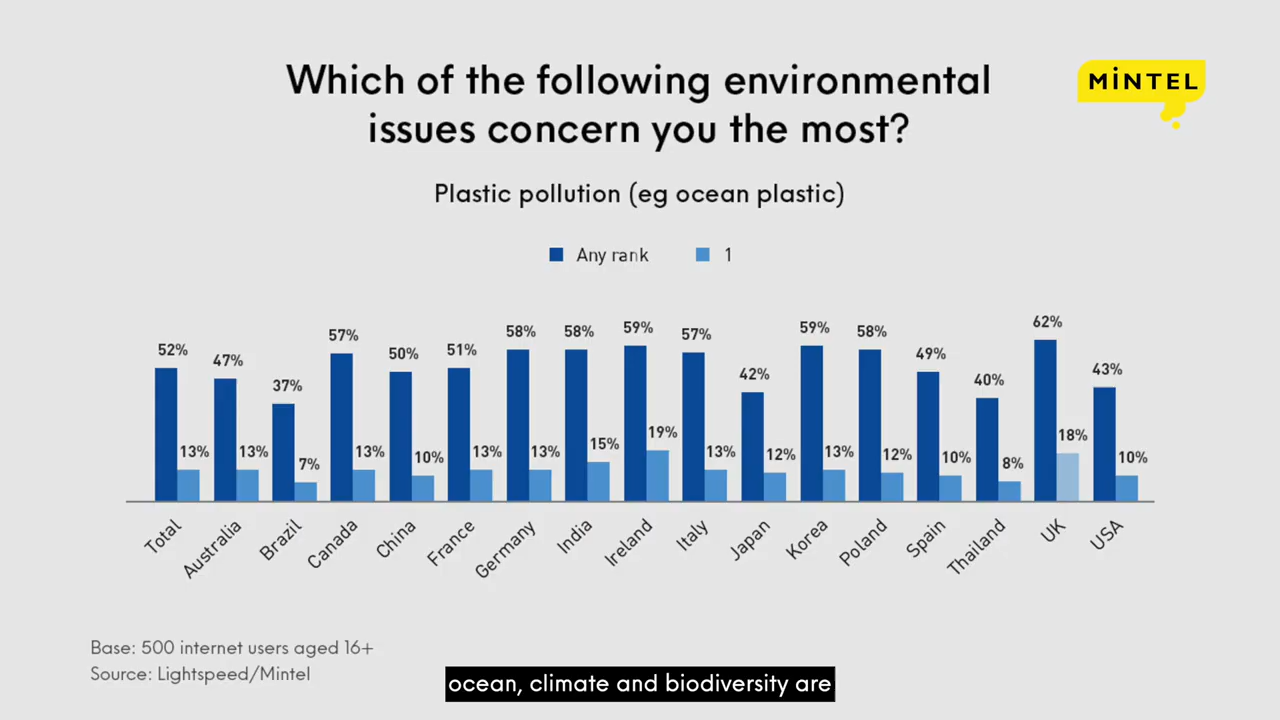 Which of the following environmental
issues concern you the most?
MiNTEL
Plastic pollution (eg ocean plastic)
Any rank 1
52% 13% 47% 13% 37% 7% 57% 13% 50% 10% 51% 13% 58% 13% 58% 15% 59% 19% 57% 13% 42% 12% 59% 13% 58% 12% 49% 10% 40% 8% 62% 18% 43% 10%
Total Australia Brazil Canada China France Germany India Ireland Italy Japan Korea Poland Spain Thailand UK USA
Base: 500 internet users aged 16+
Source: Lightspeed/Mintel
ocean, climate and biodiversity are